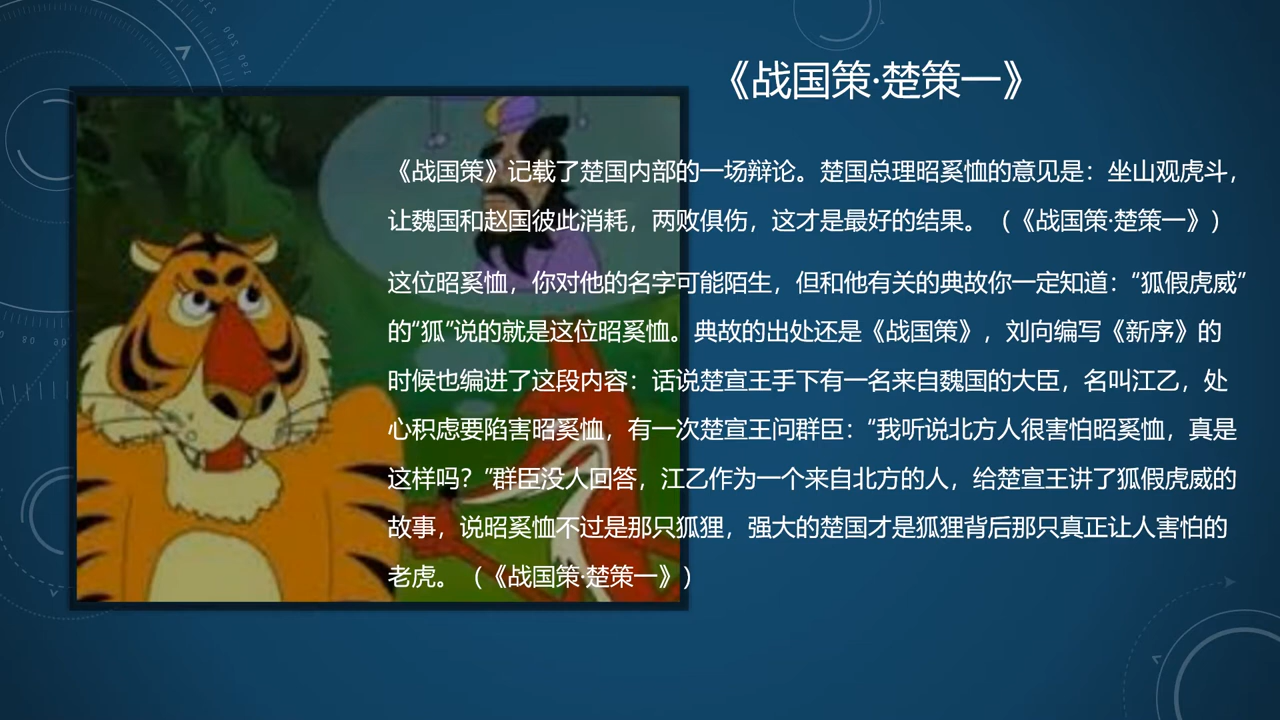 《战国策·楚策一》
《战国策》记载了楚国内部的一场辩论。楚国总理昭奚恤的意见是：坐山观虎斗，
让魏国和赵国彼此消耗，两败俱伤，这才是最好的结果。（《战国策·楚策一》）
这位昭奚恤，你对他的名字可能陌生，但和他有关的典故你一定知道：“狐假虎威”
的“狐”说的就是这位昭奚恤。典故的出处还是《战国策》，刘向编写《新序》的
时候也编进了这段内容：话说楚宣王手下有一名来自魏国的大臣，名叫江乙，处
心积虑要陷害昭奚恤，有一次楚宣王问群臣：“我听说北方人很害怕昭奚恤，真是
这样吗？”群臣没人回答，江乙作为一个来自北方的人，给楚宣王讲了狐假虎威的
故事，说昭奚恤不过是那只狐狸，强大的楚国才是狐狸背后那只真正让人害怕的
老虎。（《战国策·楚策一》）